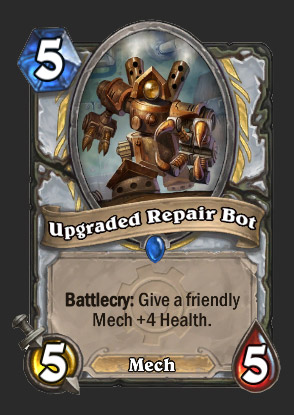 5
Upgraded Repair Bot
Battlecry: Give a friendly
Mech +4 Health.
5
Mech
5